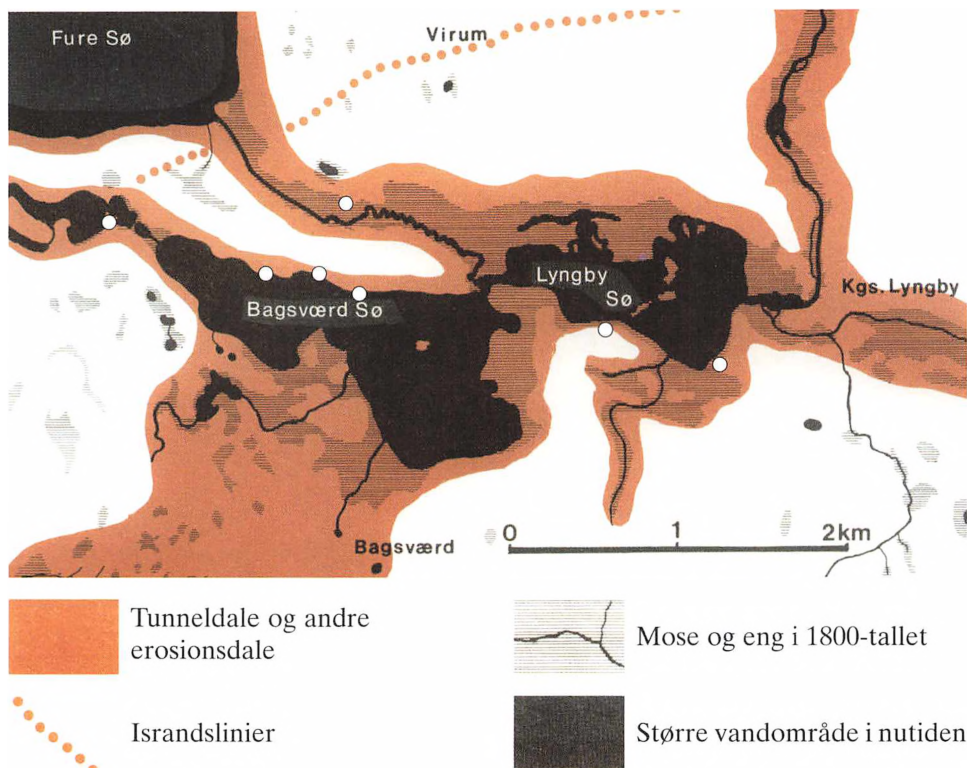 Fure Sø
Virum
Lyngby
Sø
Kgs. Lyngby
Bagsværd Sø
0 1 2km
Bagsværd
Tunneldale og andre
erosionsdale
Mose og eng i 1800-tallet
Israndslinier
Større vandområde i nutiden